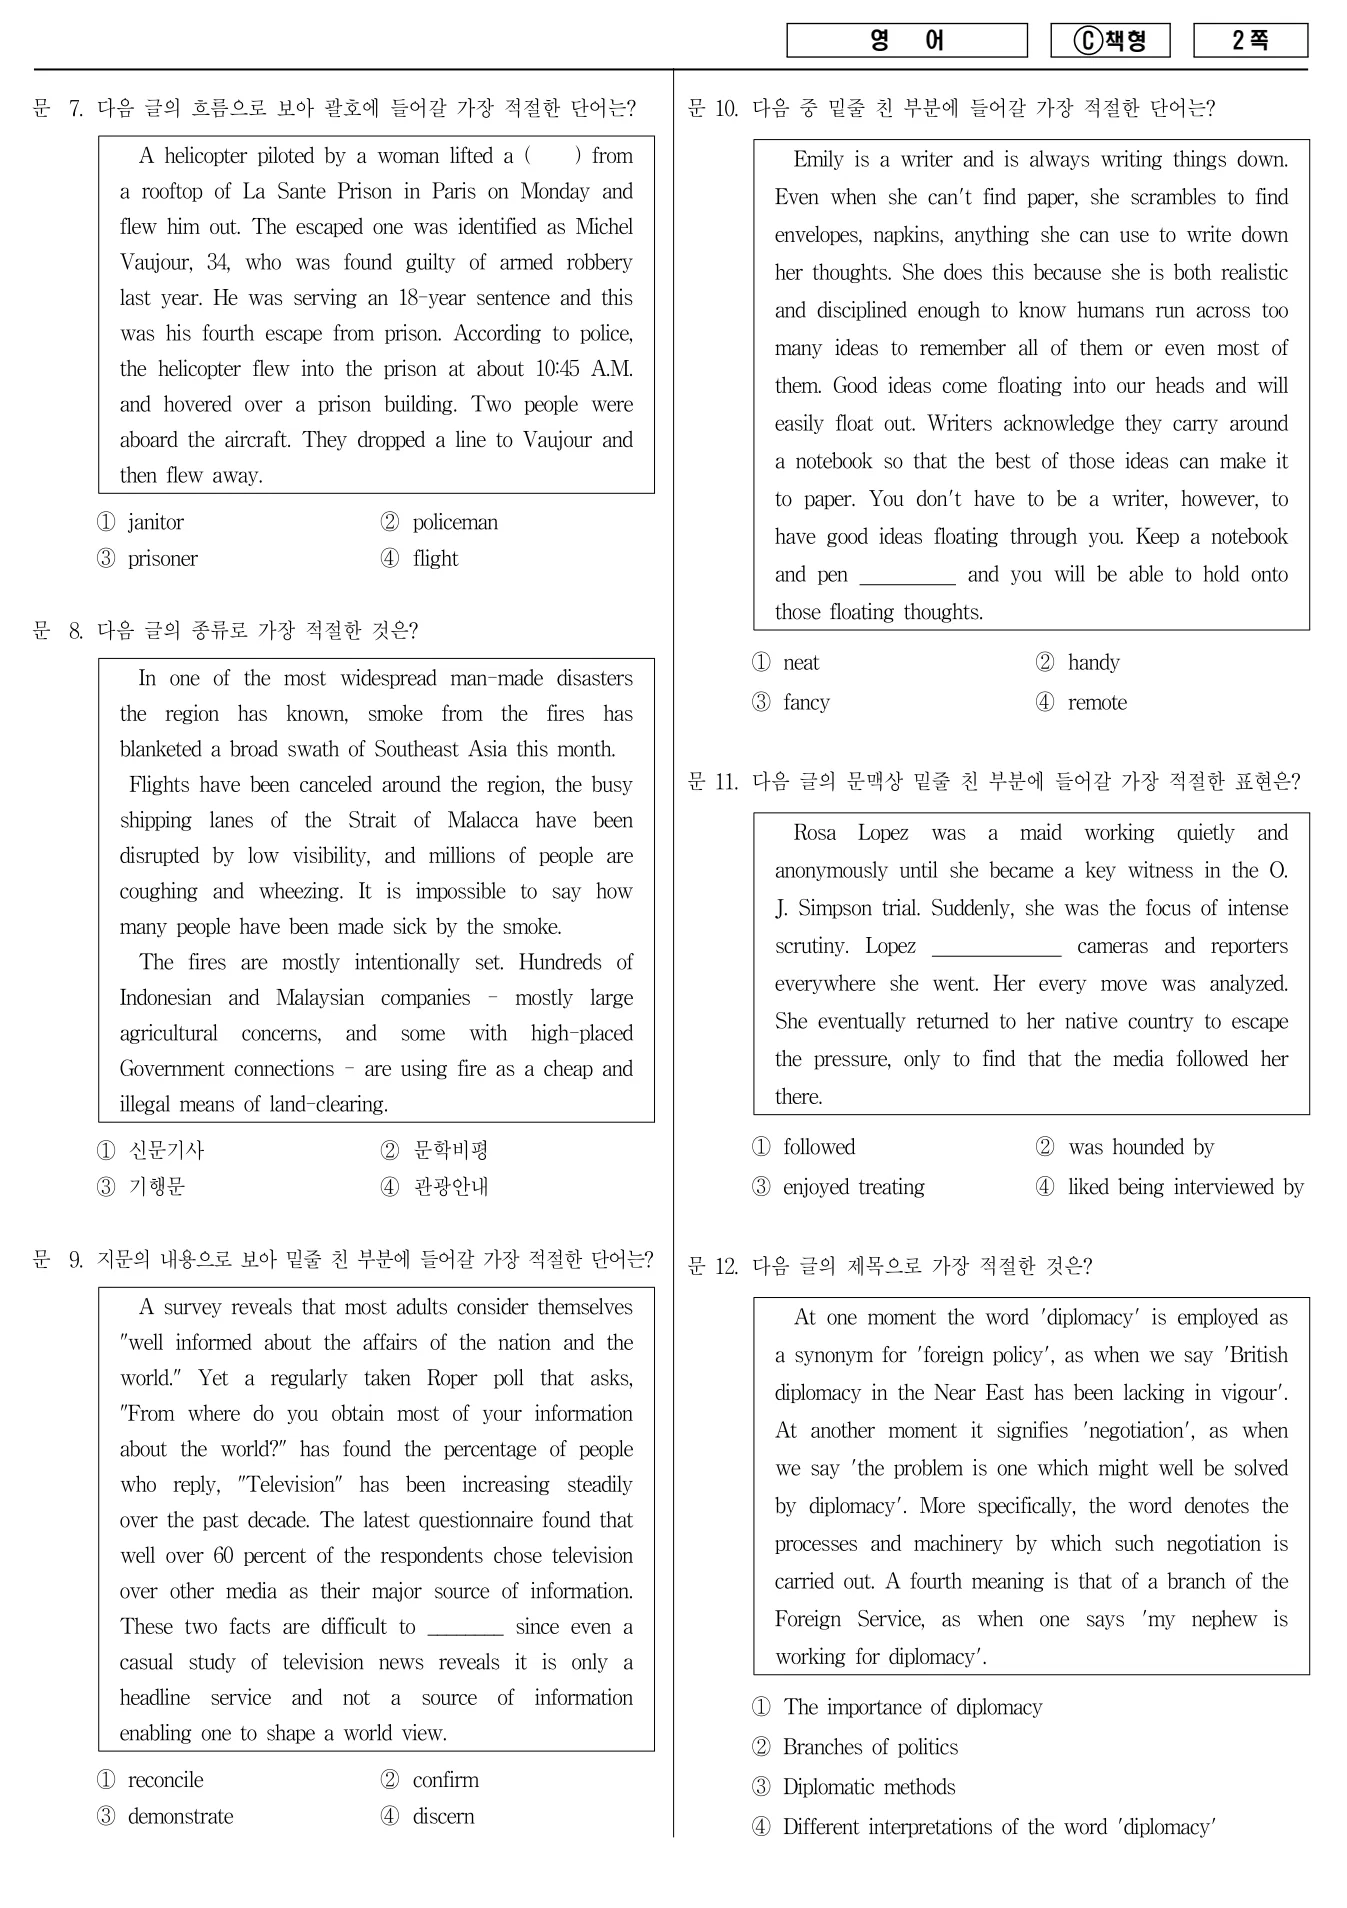 영 어
Ⓒ책형
2 쪽
문 7. 다음 글의 흐름으로 보아 괄호에 들어갈 가장 적절한 단어는?
A helicopter piloted by a woman lifted a ( ) from
a rooftop of La Sante Prison in Paris on Monday and
flew him out. The escaped one was identified as Michel
Vaujour, 34, who was found guilty of armed robbery
last year. He was serving an 18-year sentence and this
was his fourth escape from prison. According to police,
the helicopter flew into the prison at about 10:45 A.M.
and hovered over a prison building. Two people were
aboard the aircraft. They dropped a line to Vaujour and
then flew away.
① janitor ② policeman
③ prisoner ④ flight
문 8. 다음 글의 종류로 가장 적절한 것은?
In one of the most widespread man-made disasters
the region has known, smoke from the fires has
blanketed a broad swath of Southeast Asia this month.
Flights have been canceled around the region, the busy
shipping lanes of the Strait of Malacca have been
disrupted by low visibility, and millions of people are
coughing and wheezing. It is impossible to say how
many people have been made sick by the smoke.
The fires are mostly intentionally set. Hundreds of
Indonesian and Malaysian companies - mostly large
agricultural concerns, and some with high-placed
Government connections - are using fire as a cheap and
illegal means of land-clearing.
① 신문기사 ② 문학비평
③ 기행문 ④ 관광안내
문 9. 지문의 내용으로 보아 밑줄 친 부분에 들어갈 가장 적절한 단어는?
A survey reveals that most adults consider themselves
"well informed about the affairs of the nation and the
world." Yet a regularly taken Roper poll that asks,
"From where do you obtain most of your information
about the world?" has found the percentage of people
who reply, "Television" has been increasing steadily
over the past decade. The latest questionnaire found that
well over 60 percent of the respondents chose television
over other media as their major source of information.
These two facts are difficult to ________ since even a
casual study of television news reveals it is only a
headline service and not a source of information
enabling one to shape a world view.
① reconcile ② confirm
③ demonstrate ④ discern
문 10. 다음 중 밑줄 친 부분에 들어갈 가장 적절한 단어는?
Emily is a writer and is always writing things down.
Even when she can't find paper, she scrambles to find
envelopes, napkins, anything she can use to write down
her thoughts. She does this because she is both realistic
and disciplined enough to know humans run across too
many ideas to remember all of them or even most of
them. Good ideas come floating into our heads and will
easily float out. Writers acknowledge they carry around
a notebook so that the best of those ideas can make it
to paper. You don't have to be a writer, however, to
have good ideas floating through you. Keep a notebook
and pen _________ and you will be able to hold onto
those floating thoughts.
① neat ② handy
③ fancy ④ remote
문 11. 다음 글의 문맥상 밑줄 친 부분에 들어갈 가장 적절한 표현은?
Rosa Lopez was a maid working quietly and
anonymously until she became a key witness in the O.
J. Simpson trial. Suddenly, she was the focus of intense
scrutiny. Lopez ____________ cameras and reporters
everywhere she went. Her every move was analyzed.
She eventually returned to her native country to escape
the pressure, only to find that the media followed her
there.
① followed ② was hounded by
③ enjoyed treating ④ liked being interviewed by
문 12. 다음 글의 제목으로 가장 적절한 것은?
At one moment the word 'diplomacy' is employed as
a synonym for 'foreign policy', as when we say 'British
diplomacy in the Near East has been lacking in vigour'.
At another moment it signifies 'negotiation', as when
we say 'the problem is one which might well be solved
by diplomacy'. More specifically, the word denotes the
processes and machinery by which such negotiation is
carried out. A fourth meaning is that of a branch of the
Foreign Service, as when one says 'my nephew is
working for diplomacy'.
① The importance of diplomacy
② Branches of politics
③ Diplomatic methods
④ Different interpretations of the word 'diplomacy'